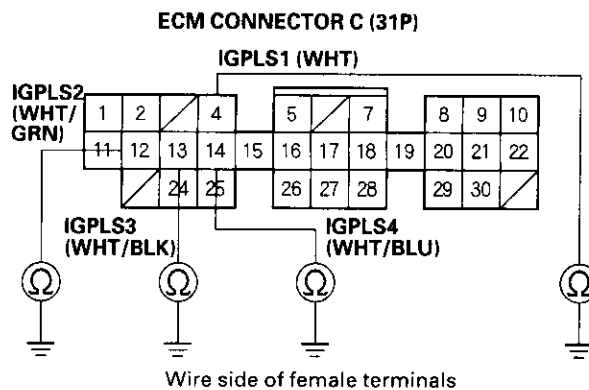 ECM CONNECTOR C (31P)
IGPLS1 (WHT)
IGPLS2
(WHT/
GRN)
1 2 4 5 7 8 9 10
11 12 13 14 15 16 17 18 19 20 21 22
24 25 26 27 28 29 30
IGPLS3
(WHT/BLK)
IGPLS4
(WHT/BLU)
Ω Ω Ω Ω
Wire side of female terminals